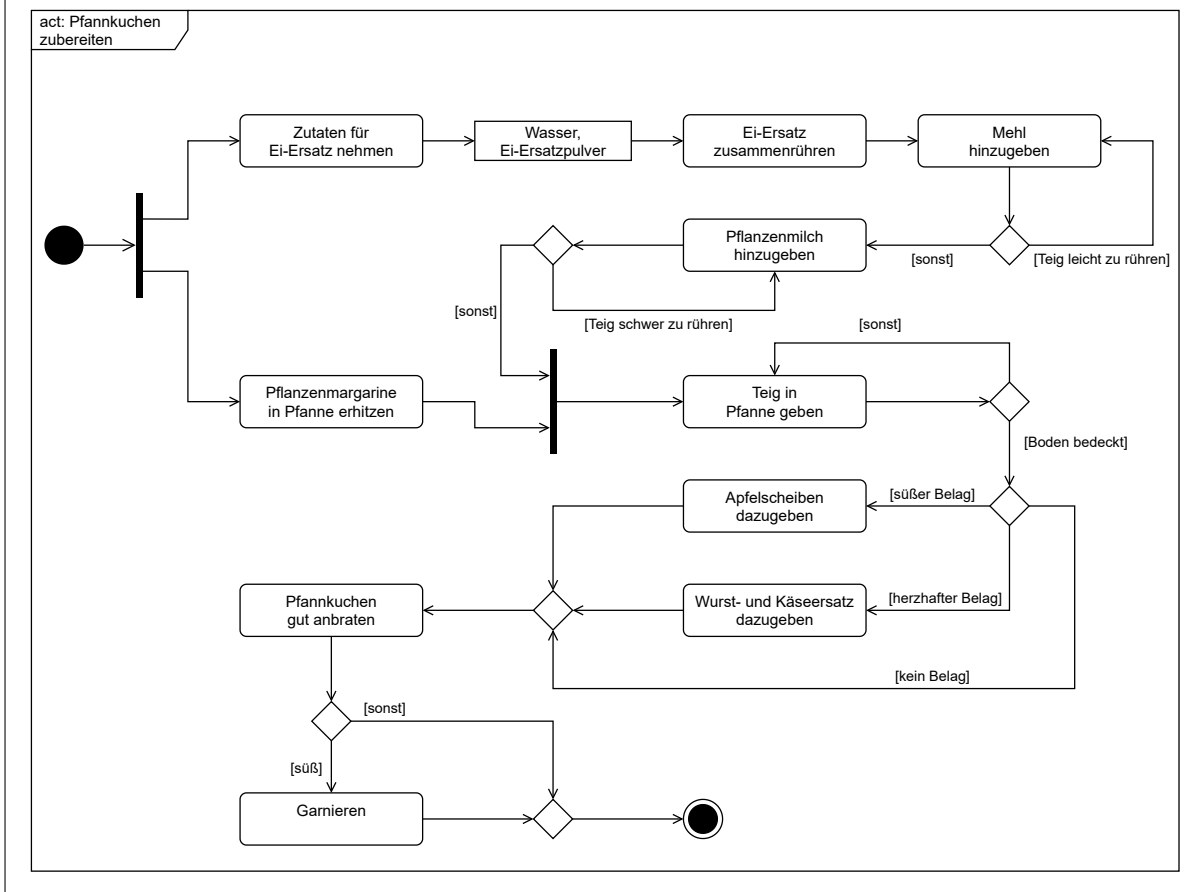 act: Pfannkuchen
zubereiten
Zutaten für
Ei-Ersatz nehmen
Wasser,
Ei-Ersatzpulver
Ei-Ersatz
zusammenrühren
Mehl
hinzugeben
Pflanzenmilch
hinzugeben
[sonst]
[Teig leicht zu rühren]
[sonst]
[Teig schwer zu rühren]
[sonst]
Pflanzenmargarine
in Pfanne erhitzen
Teig in
Pfanne geben
[Boden bedeckt]
Apfelscheiben
dazugeben
[süßer Belag]
Pfannkuchen
gut anbraten
Wurst- und Käseersatz
dazugeben
[herzhafter Belag]
[kein Belag]
[sonst]
[süß]
Garnieren